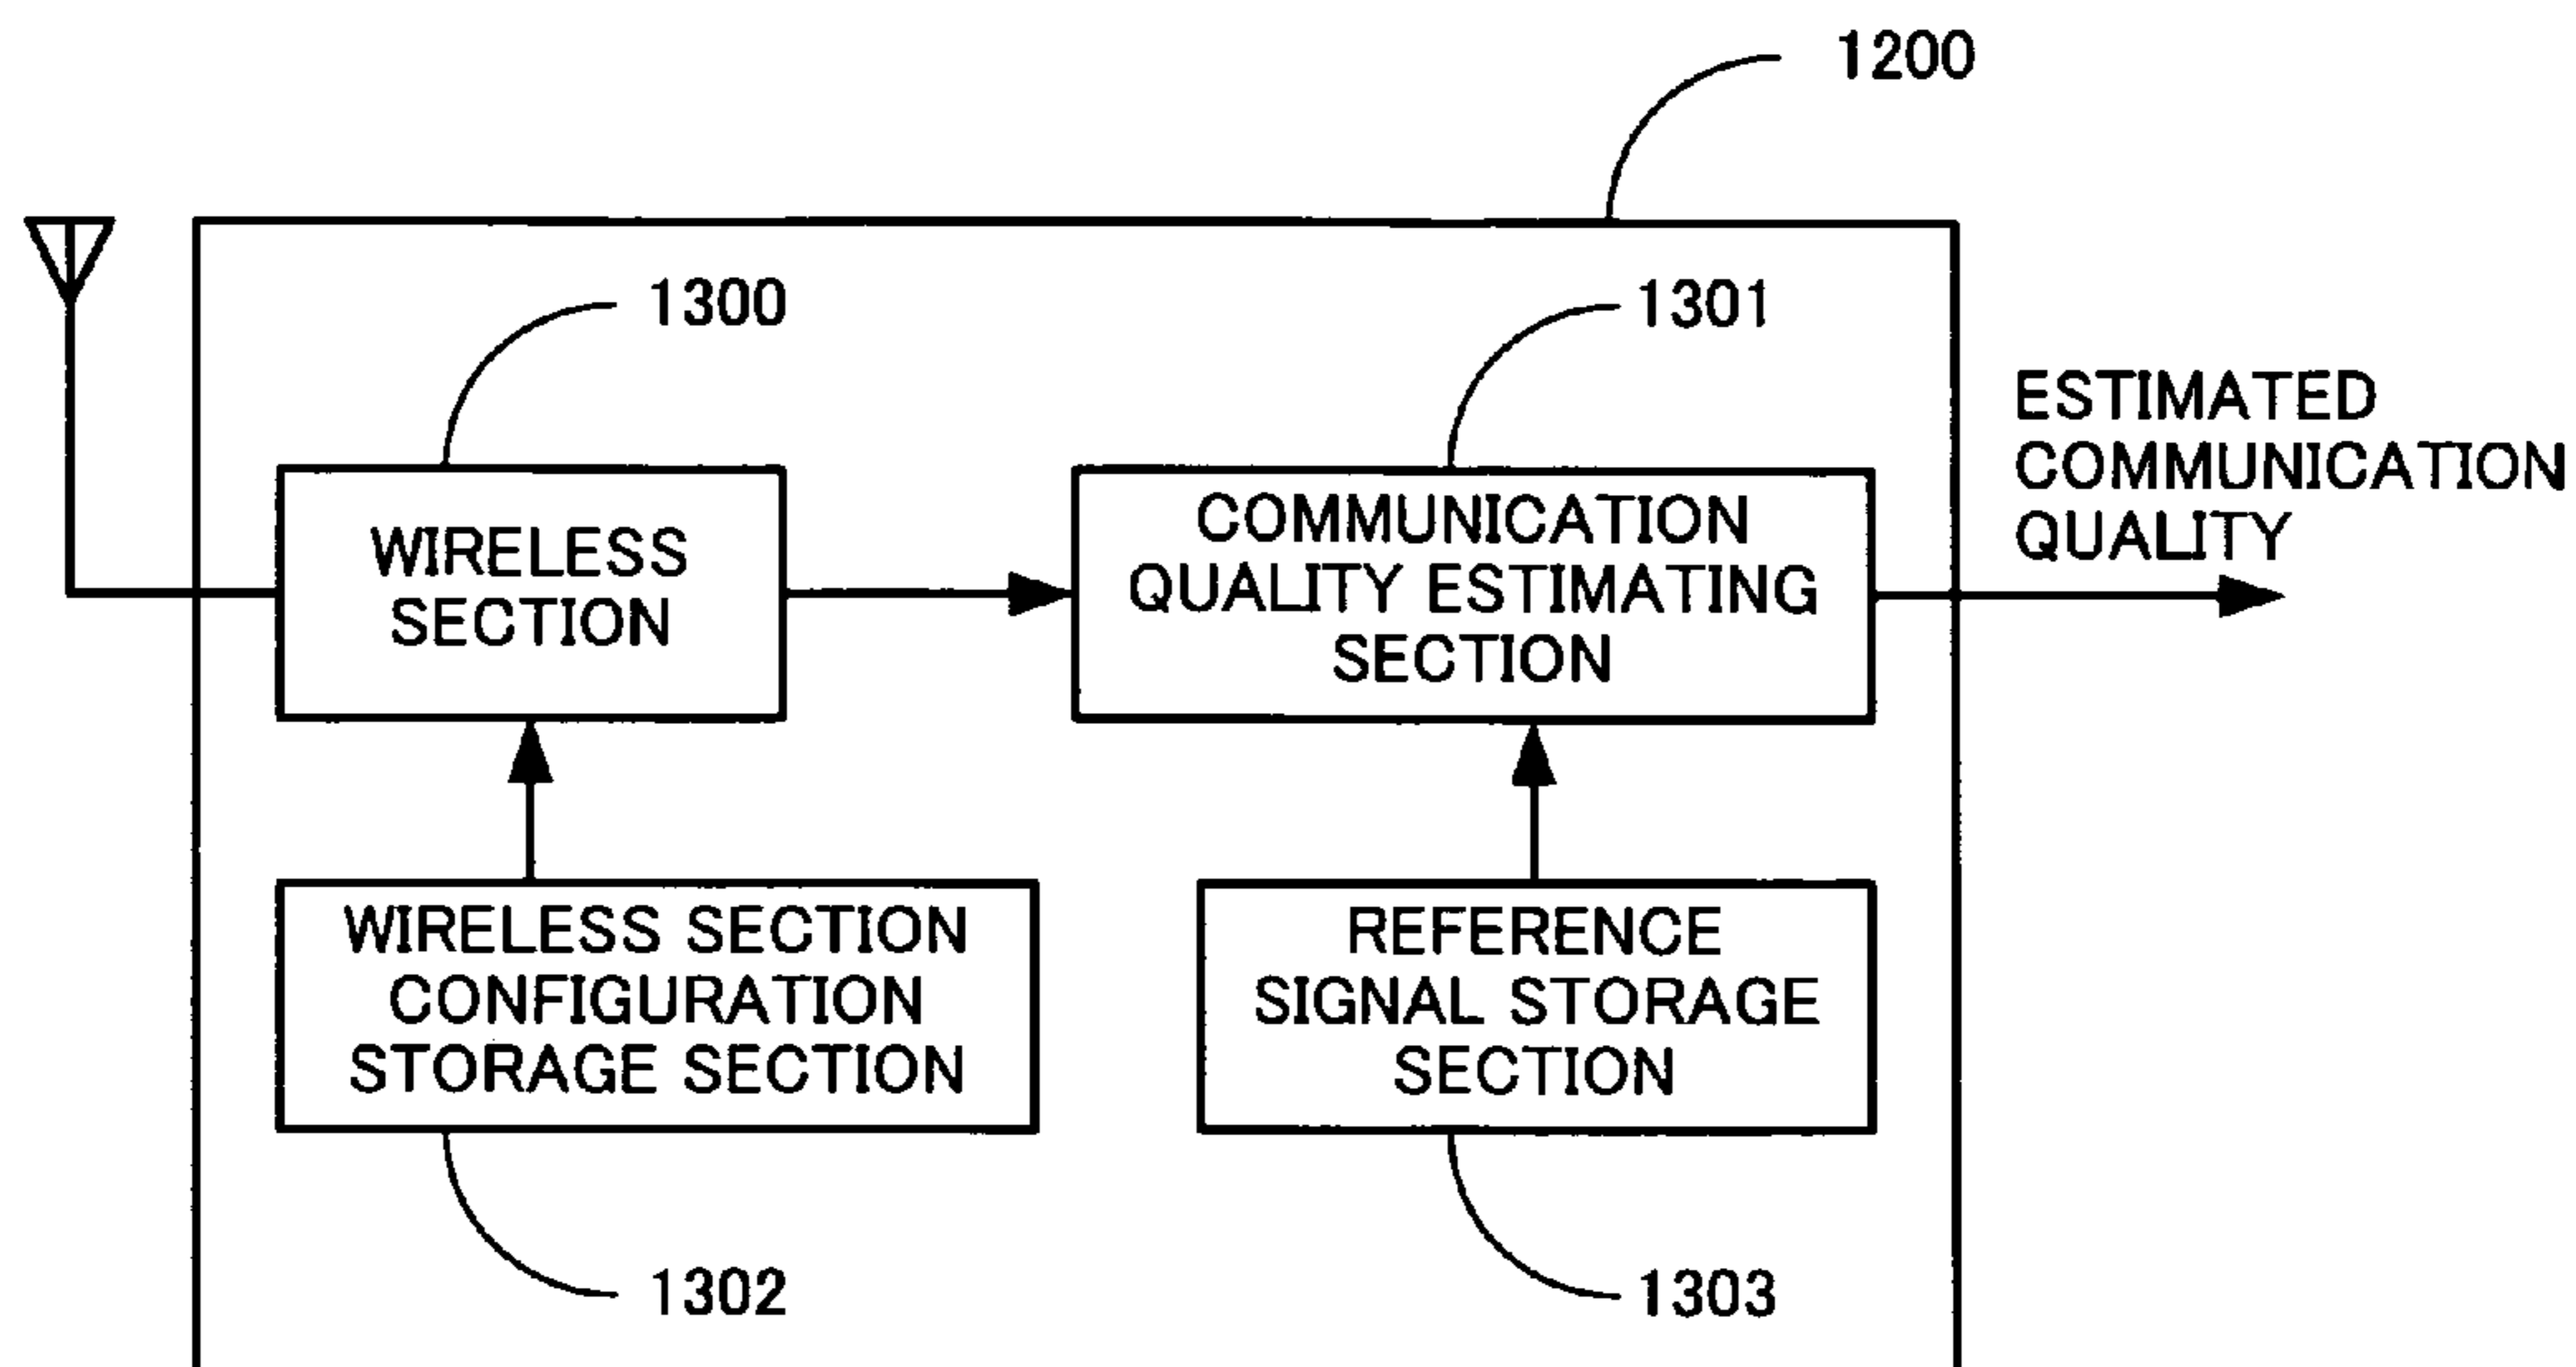 1200
1300
1301
ESTIMATED
COMMUNICATION
QUALITY
WIRELESS
SECTION
COMMUNICATION
QUALITY ESTIMATING
SECTION
WIRELESS SECTION
CONFIGURATION
STORAGE SECTION
REFERENCE
SIGNAL STORAGE
SECTION
1302
1303